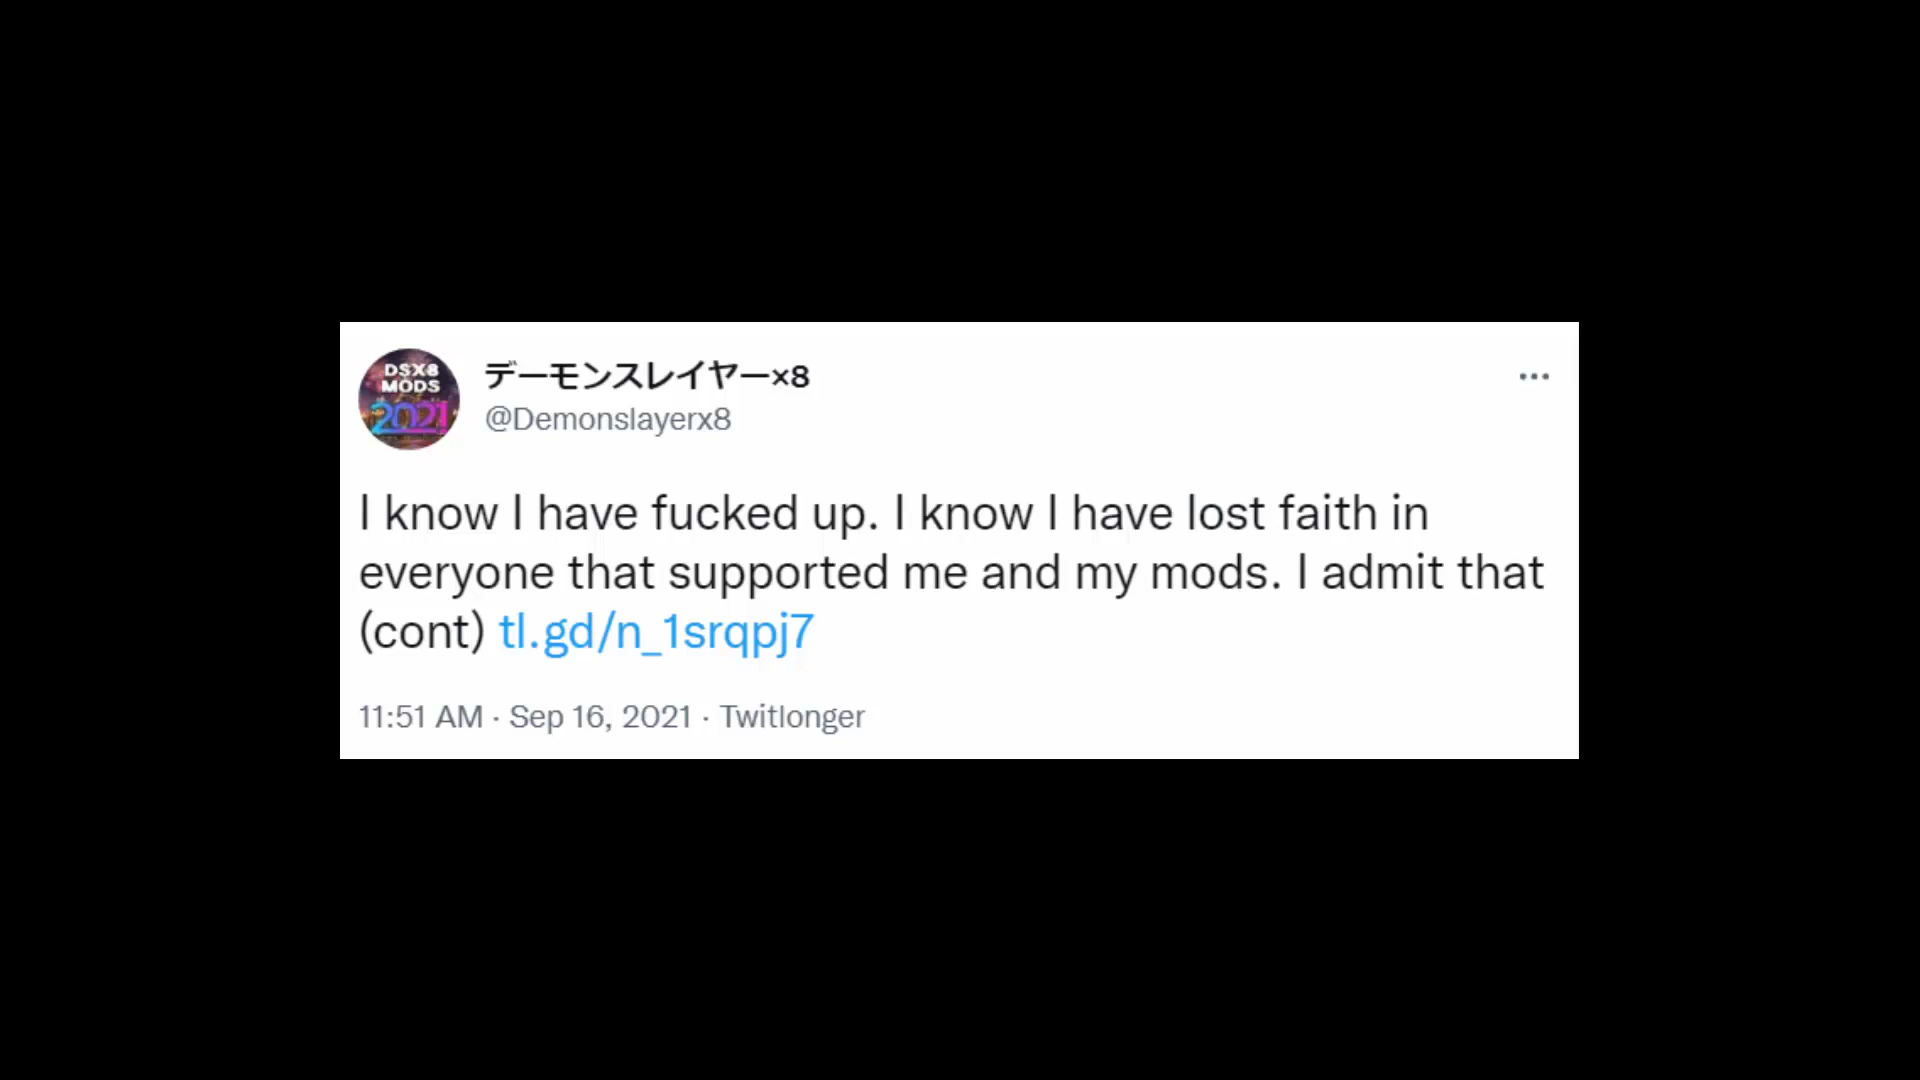 DSX8
MODS
2021
デーモンスレイヤー×8
@Demonslayerx8
I know I have fucked up. I know I have lost faith in
everyone that supported me and my mods. I admit that
(cont) tl.gd/n_1srqpj7
11:51 AM · Sep 16, 2021 · Twitlonger